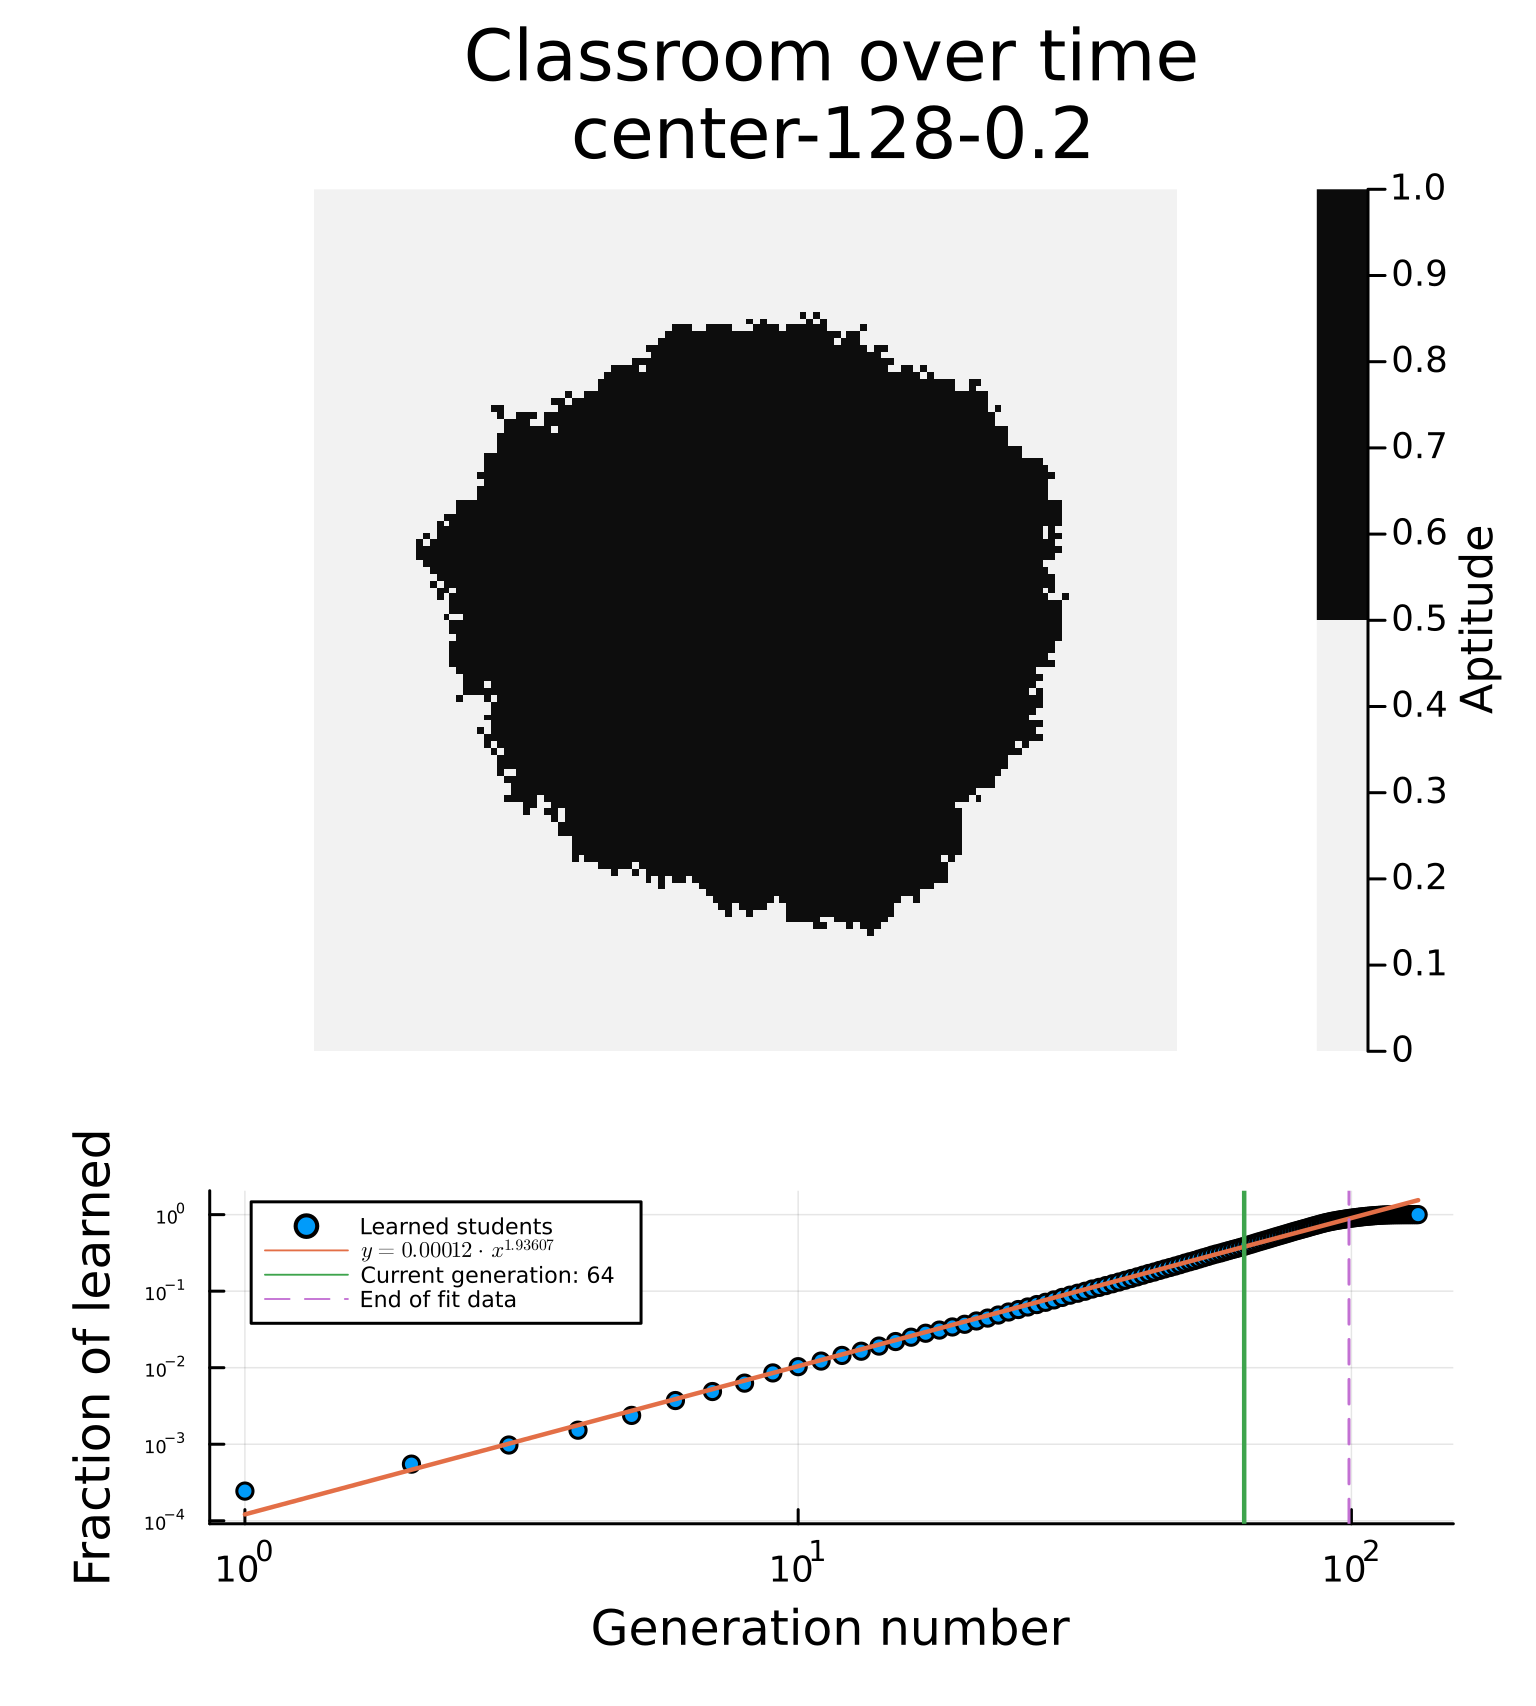 Classroom over time
center-128-0.2
1.0
0.9
0.8
0.7
0.6
0.5
0.4
0.3
0.2
0.1
0
Aptitude
Fraction of learned
10⁰
10⁻¹
10⁻²
10⁻³
10⁻⁴
Learned students
y = 0.00012 · x^1.93607
Current generation: 64
End of fit data
10⁰
10¹
10²
Generation number